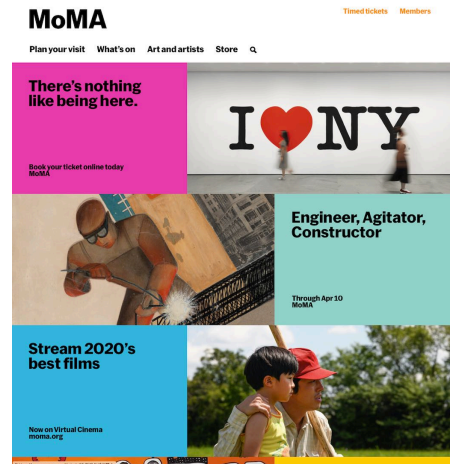 MoMA
Timed tickets Members
Plan your visit What's on Art and artists Store
There's nothing
like being here.
I NY
Book your ticket online today
MoMA
Engineer, Agitator,
Constructor
Through Apr 10
MoMA
Stream 2020's
best films
Now on Virtual Cinema
moma.org